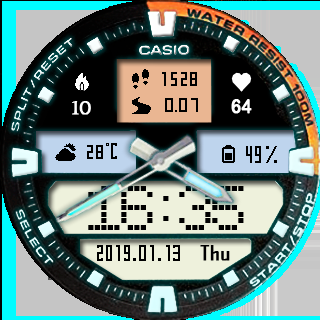 WATER RESIST 100M
CASIO
SPLIT/RESET
1528
10
0.07
64
28°C
49%
16:35
2019.01.13 Thu
SELECT
START/STOP